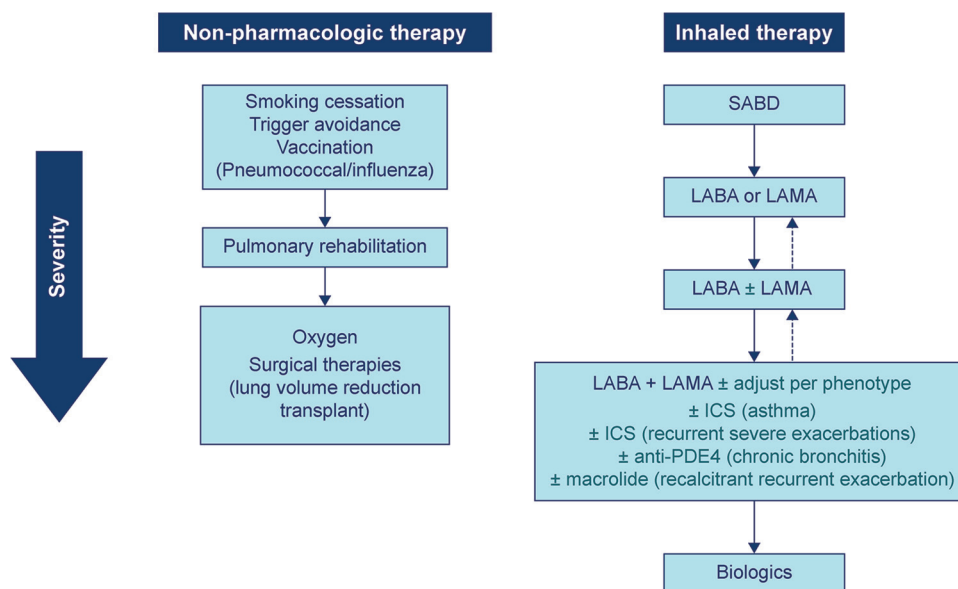 Non-pharmacologic therapy
Smoking cessation
Trigger avoidance
Vaccination
(Pneumococcal/influenza)
Pulmonary rehabilitation
Oxygen
Surgical therapies
(lung volume reduction
transplant)
Severity
Inhaled therapy
SABD
LABA or LAMA
LABA ± LAMA
LABA + LAMA ± adjust per phenotype
± ICS (asthma)
± ICS (recurrent severe exacerbations)
± anti-PDE4 (chronic bronchitis)
± macrolide (recalcitrant recurrent exacerbation)
Biologics